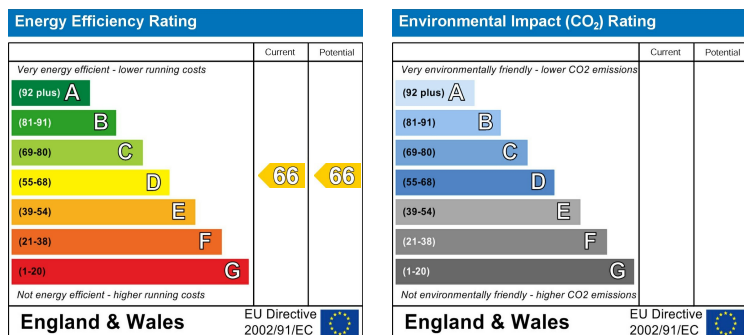 Energy Efficiency Rating
Current Potential
Very energy efficient - lower running costs
(92 plus) A
(81-91) B
(69-80) C
(55-68) D
66 66
(39-54) E
(21-38) F
(1-20) G
Not energy efficient - higher running costs
England & Wales
EU Directive
2002/91/EC
Environmental Impact (CO₂) Rating
Current Potential
Very environmentally friendly - lower CO2 emissions
(92 plus) A
(81-91) B
(69-80) C
(55-68) D
(39-54) E
(21-38) F
(1-20) G
Not environmentally friendly - higher CO2 emissions
England & Wales
EU Directive
2002/91/EC